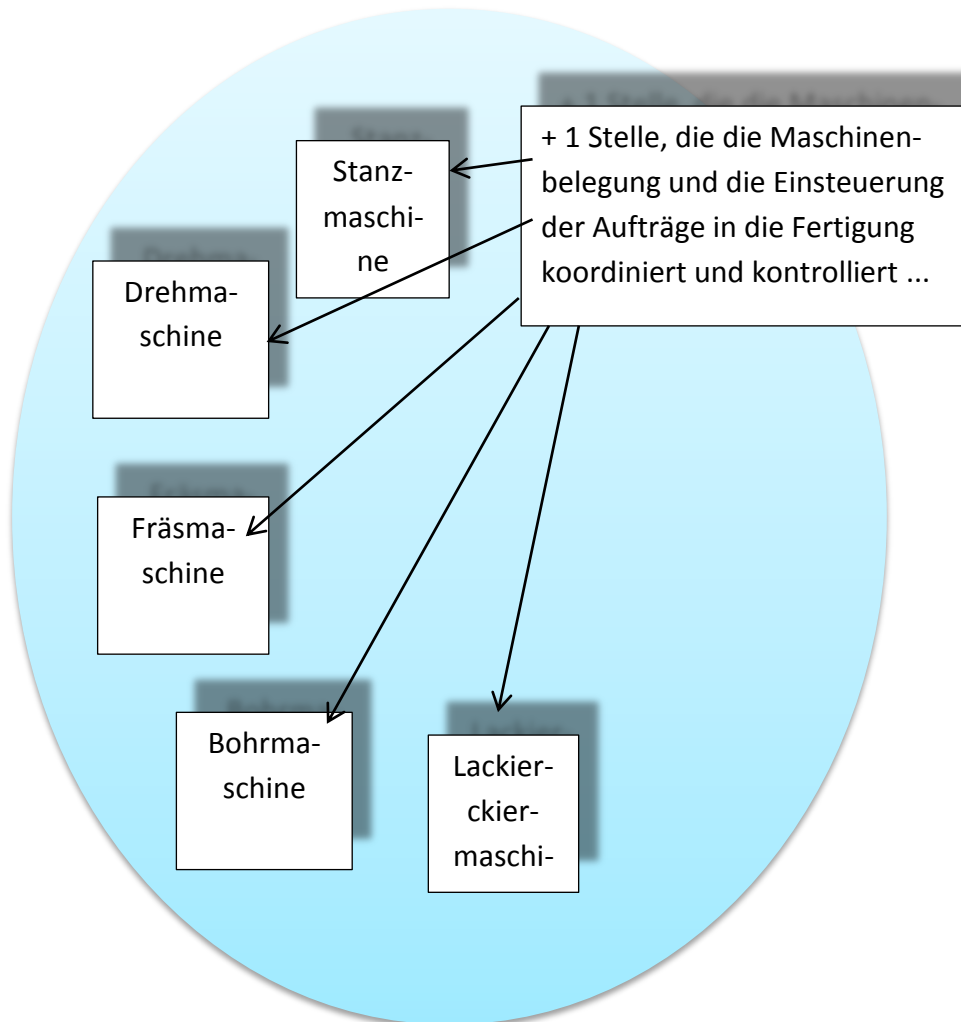 + 1 Stelle, die die Maschinen-
belegung und die Einsteuerung
der Aufträge in die Fertigung
koordiniert und kontrolliert ...
Stanz-
maschi-
ne
Drehma-
schine
Fräsma-
schine
Bohrma-
schine
Lackier-
ckier-
maschi-